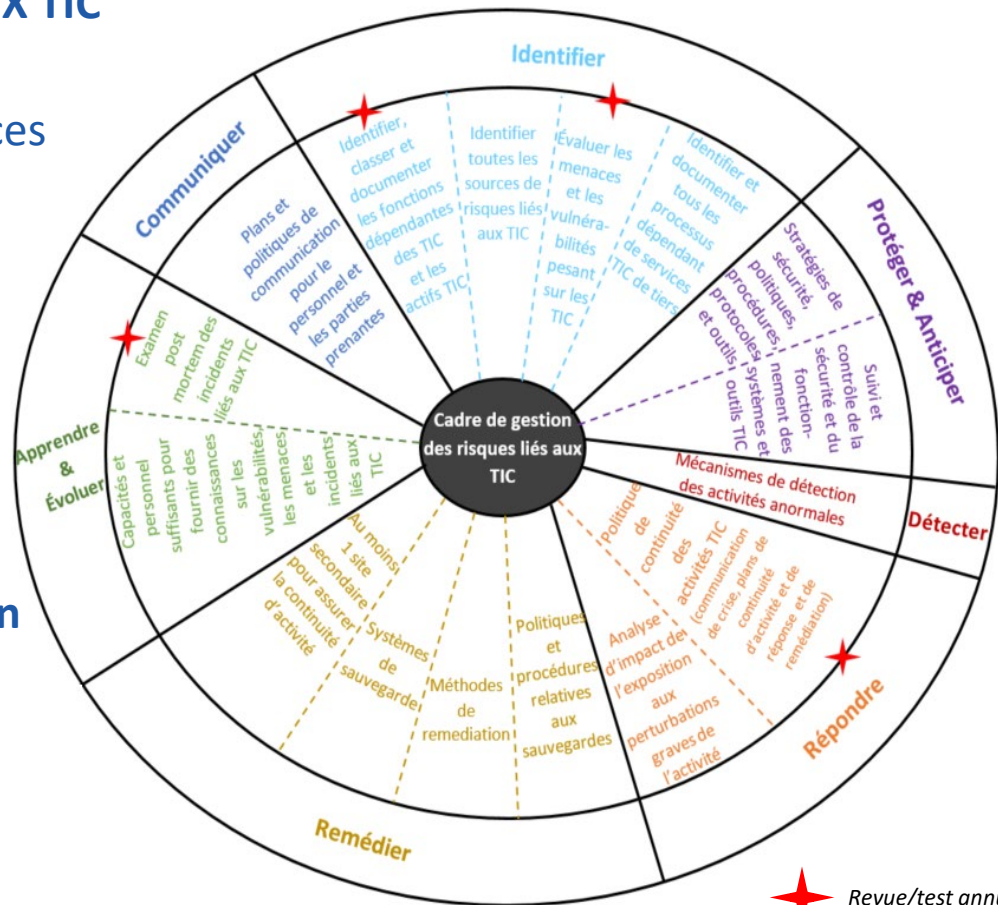 X TIC
ces
n
Identifier
Identifier,
classer et
documenter
les fonctions
dépendantes
des TIC
et les
actifs TIC
Identifier
toutes les
sources de
risques liés
aux TIC
Évaluer les
menaces
et les
vulnéra-
bilités
pesant
sur les
TIC
Identifier et
documenter
tous les
processus
dépendant
de services
TIC de tiers
Protéger & Anticiper
Stratégies de
sécurité,
politiques,
procédures,
protocoles
et outils
Suivi et
contrôle de la
sécurité et du
fonction-
nement des
systèmes et
outils TIC
Détecter
Mécanismes de détection
des activités anormales
Répondre
Politique
de
continuité
des
activités TIC
(communication
de crise, plans de
continuité
d'activité et de
réponse et de
remédiation)
Analyse
d'impact de
l'exposition
aux
perturbations
graves de
l'activité
Remédier
Politiques
et
procédures
relatives
aux
sauvegardes
Méthodes
de
remediation
Systèmes
de
sauvegarde
Au moins
1 site
secondaire
pour assurer
la continuité
d'activité
Apprendre
&
Évoluer
Capacités et
personnel
suffisants pour
fournir des
connaissances
sur les
vulnérabilités,
les menaces
et les
incidents
liés aux
TIC
Examen
post
mortem des
incidents
liés aux TIC
Communiquer
Plans et
politiques de
communication
pour le
personnel et
les parties
prenantes
Cadre de gestion
des risques liés aux
TIC
Revue/test annu